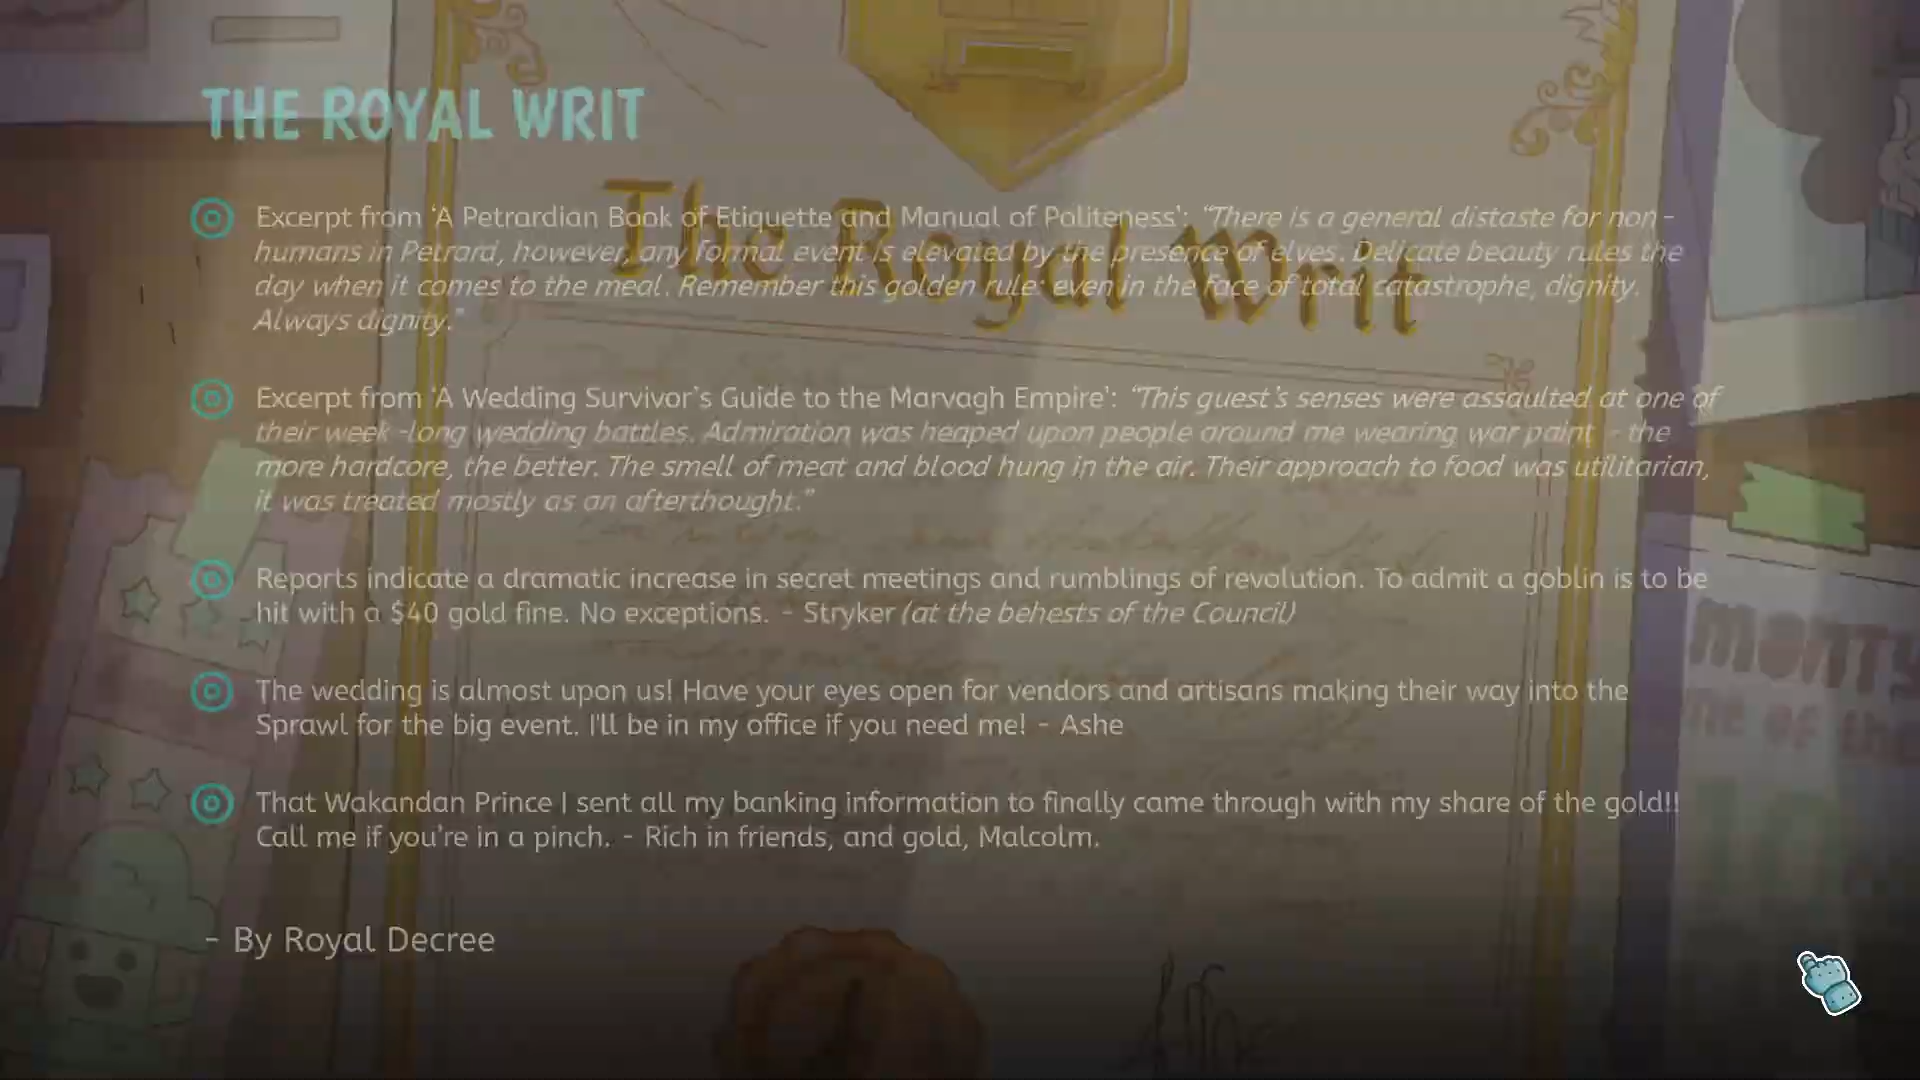 THE ROYAL WRIT
The Royal Writ
Excerpt from ‘A Petrardian Book of Etiquette and Manual of Politeness’: “There is a general distaste for non-
humans in Petrard, however, any formal event is elevated by the presence of elves. Delicate beauty rules the
day when it comes to the meal. Remember this golden rule: even in the face of total catastrophe, dignity.
Always dignity.”
Excerpt from ‘A Wedding Survivor’s Guide to the Marvagh Empire’: “This guest’s senses were assaulted at one of
their week-long wedding battles. Admiration was heaped upon people around me wearing war paint - the
more hardcore, the better. The smell of meat and blood hung in the air. Their approach to food was utilitarian,
it was treated mostly as an afterthought.”
Reports indicate a dramatic increase in secret meetings and rumblings of revolution. To admit a goblin is to be
hit with a $40 gold fine. No exceptions. - Stryker (at the behests of the Council)
MONTY
ne of the
The wedding is almost upon us! Have your eyes open for vendors and artisans making their way into the
Sprawl for the big event. I'll be in my office if you need me! - Ashe
That Wakandan Prince I sent all my banking information to finally came through with my share of the gold!!
Call me if you’re in a pinch. - Rich in friends, and gold, Malcolm.
- By Royal Decree